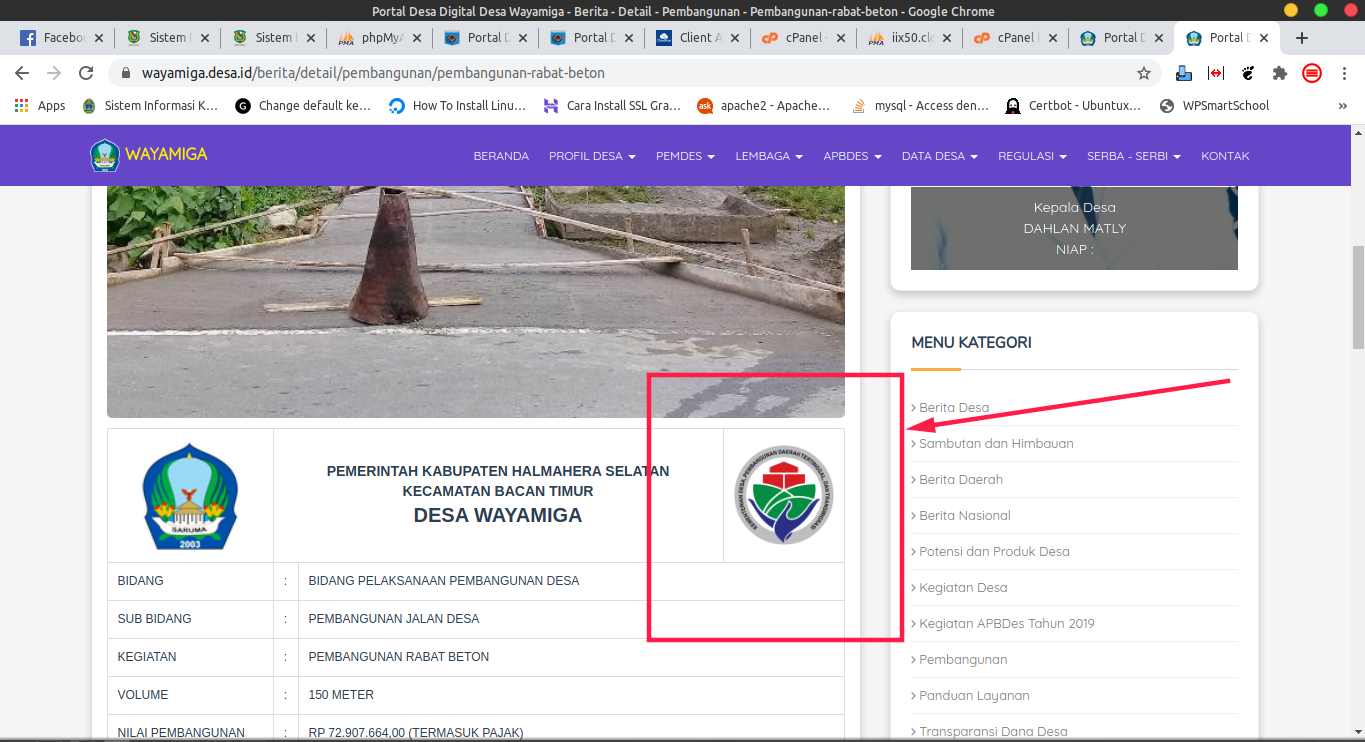 Portal Desa Digital Desa Wayamiga - Berita - Detail - Pembangunan - Pembangunan-rabat-beton - Google Chrome
Facebo
Sistem
Sistem
phpMyA
Portal D
Portal D
Client A
cPanel
iix50.clo
cPanel
Portal D
Portal D
wayamiga.desa.id/berita/detail/pembangunan/pembangunan-rabat-beton
Apps
Sistem Informasi K...
Change default ke...
How To Install Linu...
Cara Install SSL Gra...
apache2 - Apache...
mysql - Access den...
Certbot - Ubuntux...
WPSmartSchool
»
WAYAMIGA
BERANDA
PROFIL DESA
PEMDES
LEMBAGA
APBDES
DATA DESA
REGULASI
SERBA - SERBI
KONTAK
Kepala Desa
DAHLAN MATLY
NIAP :
SARUMA
2003
PEMERINTAH KABUPATEN HALMAHERA SELATAN
KECAMATAN BACAN TIMUR
DESA WAYAMIGA
KEMENTERIAN DESA, PEMBANGUNAN DAERAH TERTINGGAL, DAN TRANSMIGRASI
BIDANG : BIDANG PELAKSANAAN PEMBANGUNAN DESA
SUB BIDANG : PEMBANGUNAN JALAN DESA
KEGIATAN : PEMBANGUNAN RABAT BETON
VOLUME : 150 METER
NILAI PEMBANGUNAN : RP 72.907.664,00 (TERMASUK PAJAK)
MENU KATEGORI
Berita Desa
Sambutan dan Himbauan
Berita Daerah
Berita Nasional
Potensi dan Produk Desa
Kegiatan Desa
Kegiatan APBDes Tahun 2019
Pembangunan
Panduan Layanan
Transparansi Dana Desa